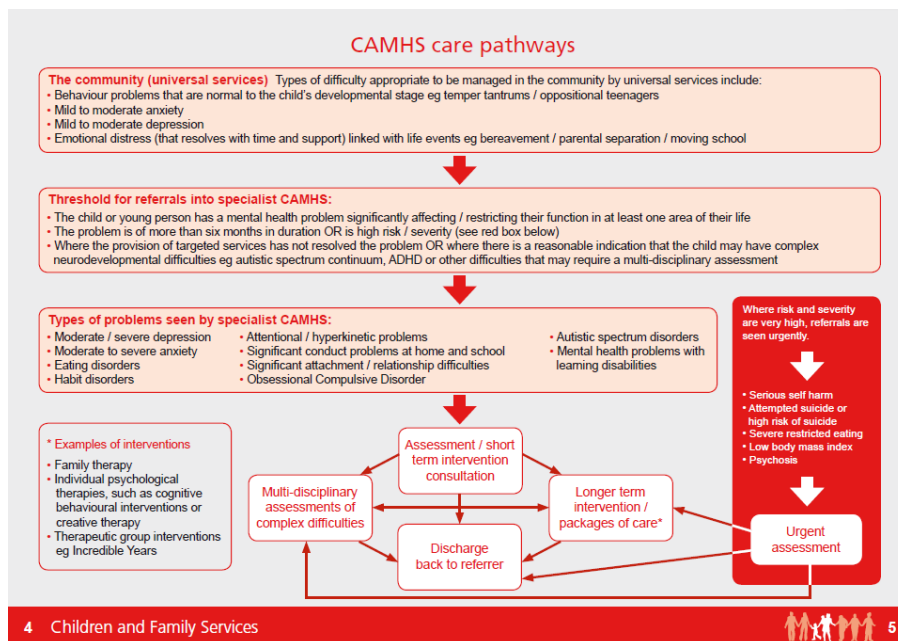 CAMHS care pathways
The community (universal services) Types of difficulty appropriate to be managed in the community by universal services include:
• Behaviour problems that are normal to the child's developmental stage eg temper tantrums / oppositional teenagers
• Mild to moderate anxiety
• Mild to moderate depression
• Emotional distress (that resolves with time and support) linked with life events eg bereavement / parental separation / moving school
Threshold for referrals into specialist CAMHS:
• The child or young person has a mental health problem significantly affecting / restricting their function in at least one area of their life
• The problem is of more than six months in duration OR is high risk / severity (see red box below)
• Where the provision of targeted services has not resolved the problem OR where there is a reasonable indication that the child may have complex
neurodevelopmental difficulties eg autistic spectrum continuum, ADHD or other difficulties that may require a multi-disciplinary assessment
Types of problems seen by specialist CAMHS:
• Moderate / severe depression
• Moderate to severe anxiety
• Eating disorders
• Habit disorders
• Attentional / hyperkinetic problems
• Significant conduct problems at home and school
• Significant attachment / relationship difficulties
• Obsessional Compulsive Disorder
• Autistic spectrum disorders
• Mental health problems with
learning disabilities
Where risk and severity
are very high, referrals are
seen urgently.
• Serious self harm
• Attempted suicide or
high risk of suicide
• Severe restricted eating
• Low body mass index
• Psychosis
Urgent
assessment
* Examples of interventions
• Family therapy
• Individual psychological
therapies, such as cognitive
behavioural interventions or
creative therapy
• Therapeutic group interventions
eg Incredible Years
Assessment / short
term intervention
consultation
Multi-disciplinary
assessments of
complex difficulties
Longer term
intervention /
packages of care*
Discharge
back to referrer
4 Children and Family Services
5